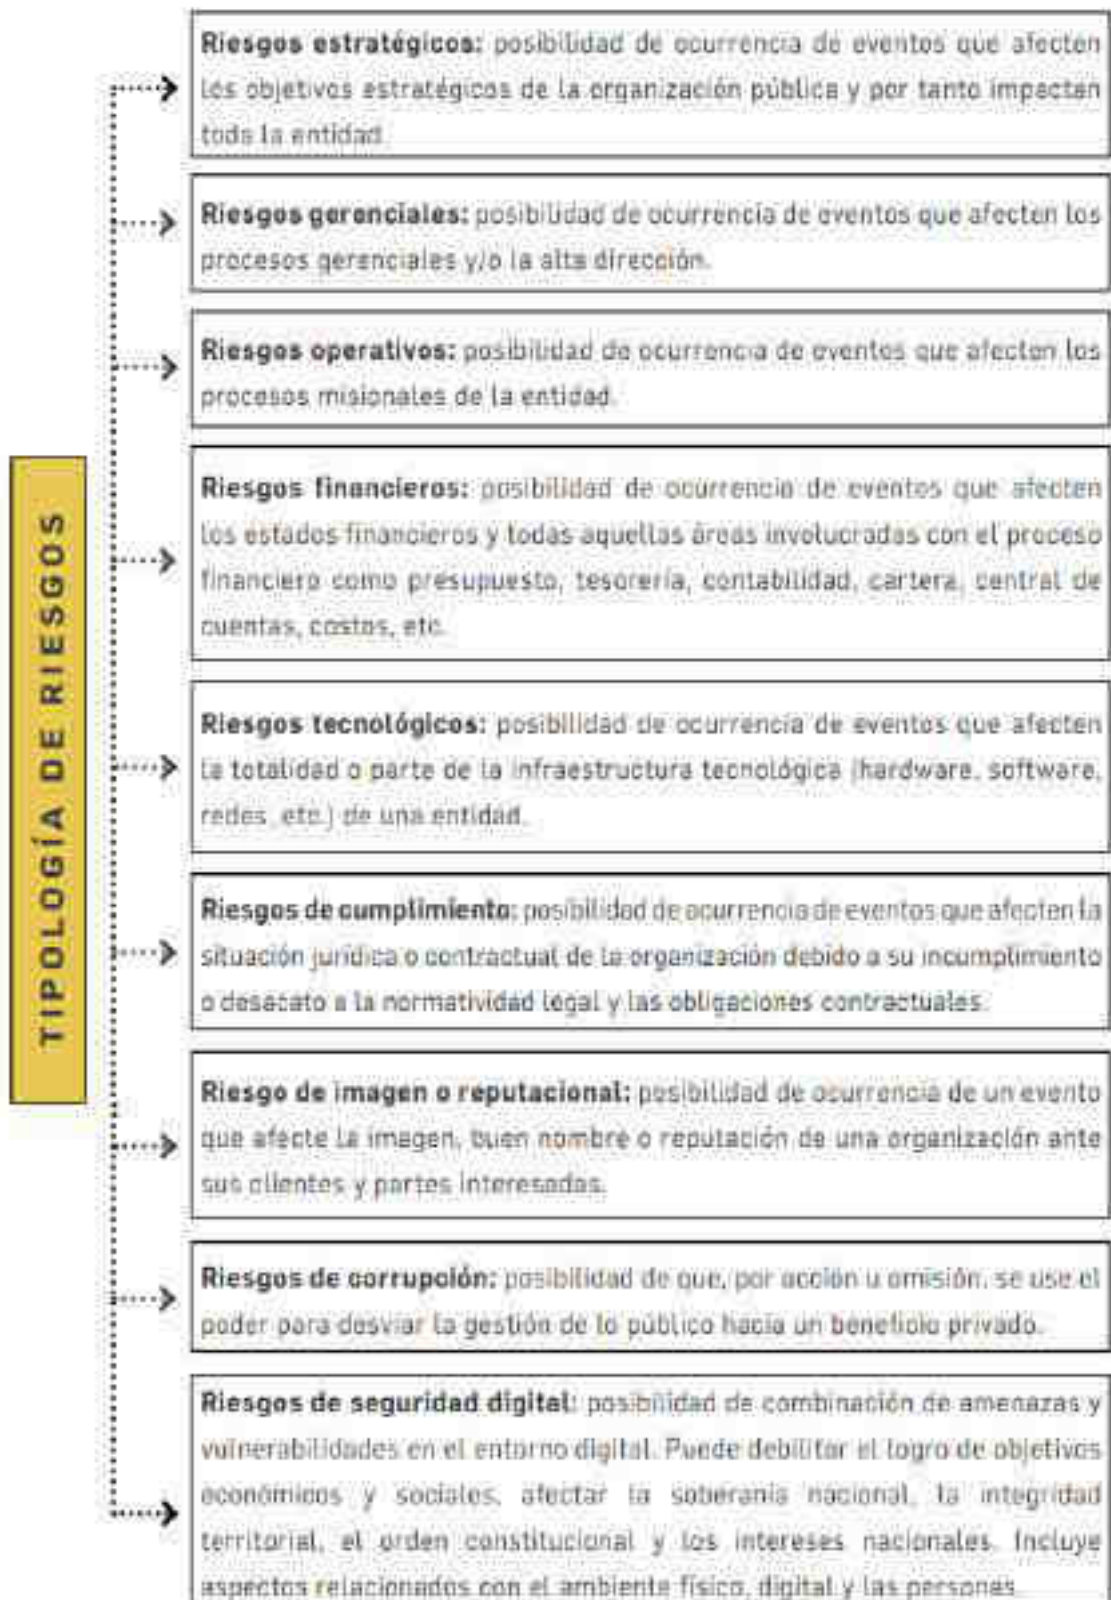 TIPOLOGÍA DE RIESGOS
Riesgos estratégicos: posibilidad de ocurrencia de eventos que afecten
los objetivos estratégicos de la organización pública y por tanto impactan
toda la entidad.
Riesgos gerenciales: posibilidad de ocurrencia de eventos que afecten los
procesos gerenciales y/o la alta dirección.
Riesgos operativos: posibilidad de ocurrencia de eventos que afecten los
procesos misionales de la entidad.
Riesgos financieros: posibilidad de ocurrencia de eventos que afecten
los estados financieros y todas aquellas áreas involucradas con el proceso
financiero como presupuesto, tesorería, contabilidad, cartera, central de
cuentas, costos, etc.
Riesgos tecnológicos: posibilidad de ocurrencia de eventos que afecten
la totalidad o parte de la infraestructura tecnológica (hardware, software,
redes, etc.) de una entidad.
Riesgos de cumplimiento: posibilidad de ocurrencia de eventos que afecten la
situación jurídica o contractual de la organización debido a su incumplimiento
o desacato a la normatividad legal y las obligaciones contractuales.
Riesgo de imagen o reputacional: posibilidad de ocurrencia de un evento
que afecte la imagen, buen nombre o reputación de una organización ante
sus clientes y partes interesadas.
Riesgos de corrupción: posibilidad de que, por acción u omisión, se use el
poder para desviar la gestión de lo público hacia un beneficio privado.
Riesgos de seguridad digital: posibilidad de combinación de amenazas y
vulnerabilidades en el entorno digital. Puede debilitar el logro de objetivos
económicos y sociales, afectar la soberanía nacional, la integridad
territorial, el orden constitucional y los intereses nacionales. Incluye
aspectos relacionados con el ambiente físico, digital y las personas.